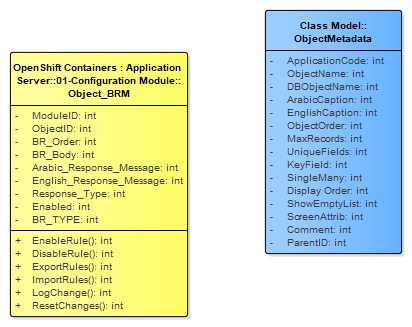 OpenShift Containers : Application
Server::01-Configuration Module::
Object_BRM
- ModuleID: int
- ObjectID: int
- BR_Order: int
- BR_Body: int
- Arabic_Response_Message: int
- English_Response_Message: int
- Response_Type: int
- Enabled: int
- BR_TYPE: int
+ EnableRule(): int
+ DisableRule(): int
+ ExportRules(): int
+ ImportRules(): int
+ LogChange(): int
+ ResetChanges(): int
Class Model::
ObjectMetadata
- ApplicationCode: int
- ObjectName: int
- DBObjectName: int
- ArabicCaption: int
- EnglishCaption: int
- ObjectOrder: int
- MaxRecords: int
- UniqueFields: int
- KeyField: int
- SingleMany: int
- Display Order: int
- ShowEmptyList: int
- ScreenAttrib: int
- Comment: int
- ParentID: int